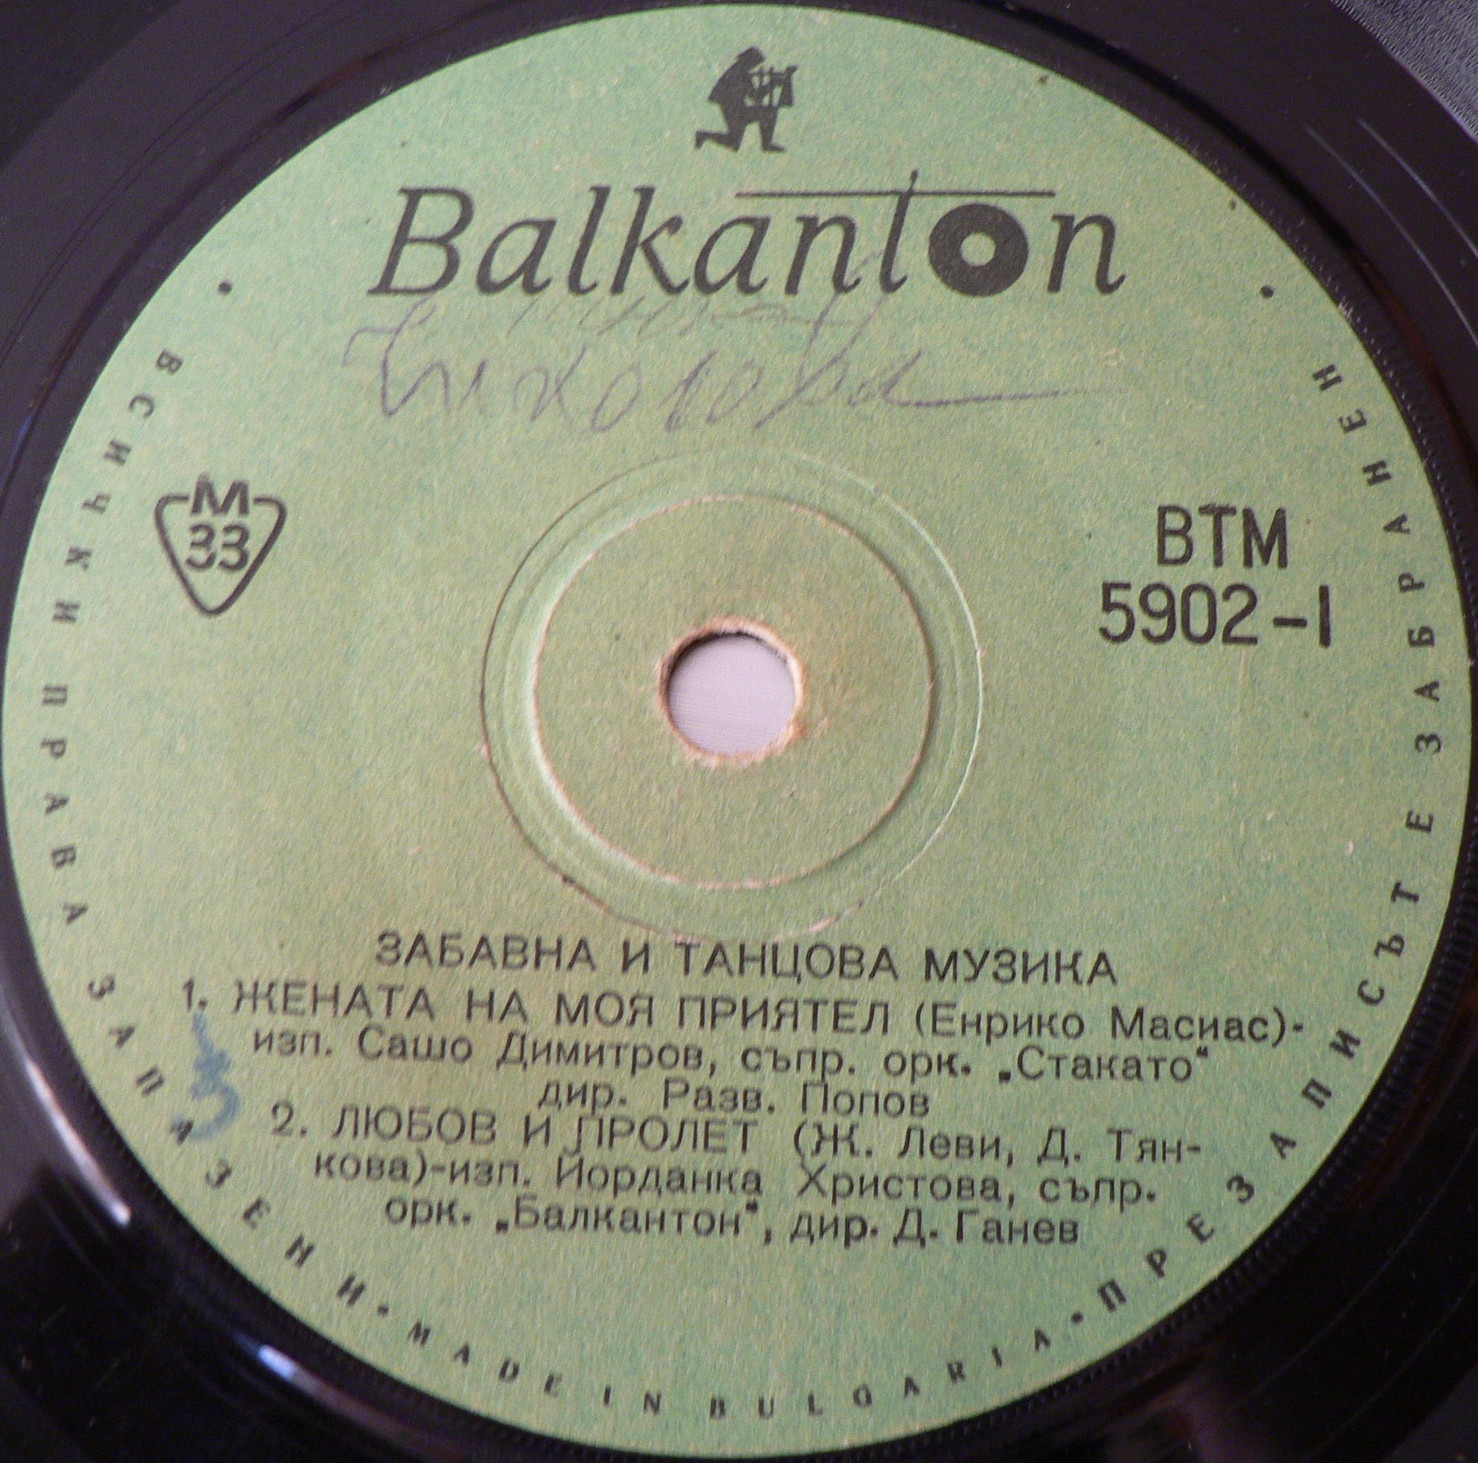 Balkanton
М
33
ВТМ
5902-I
ЗАБАВНА И ТАНЦОВА МУЗИКА
1. ЖЕНАТА НА МОЯ ПРИЯТЕЛ (Енрико Масиас)-
изп. Сашо Димитров, съпр. орк. „Стакато"
дир. Разв. Попов
2. ЛЮБОВ И ПРОЛЕТ (Ж. Леви, Д. Тян-
кова)-изп. Йорданка Христова, съпр.
орк. „Балкантон", дир. Д. Ганев
• ВСИЧКИ ПРАВА ЗАПАЗЕНИ • MADE IN BULGARIA • ПРЕЗАПИСЪТ Е ЗАБРАНЕН •
3